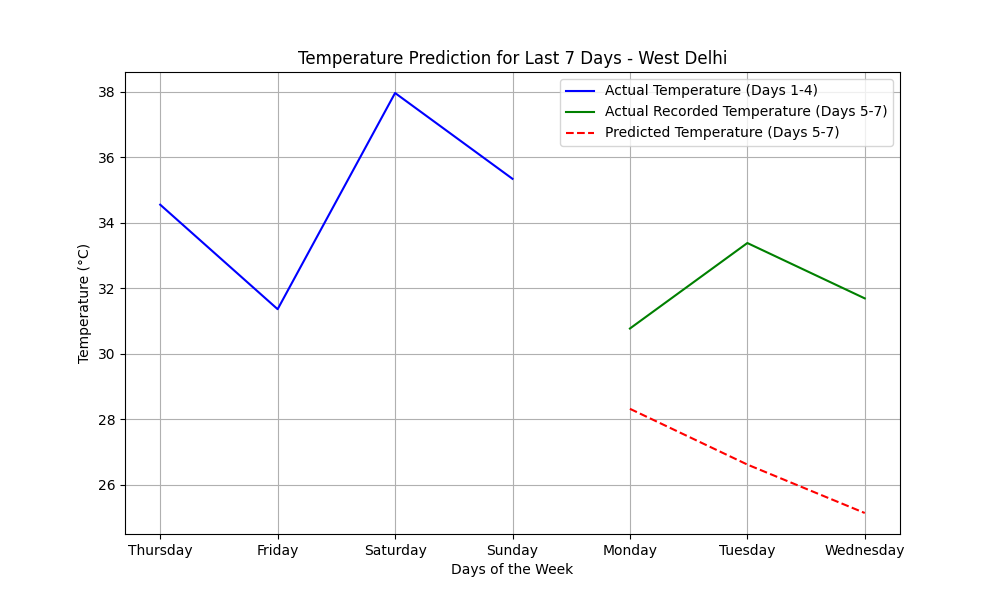 Temperature Prediction for Last 7 Days - West Delhi
Actual Temperature (Days 1-4)
Actual Recorded Temperature (Days 5-7)
Predicted Temperature (Days 5-7)
Temperature (°C)
38
36
34
32
30
28
26
Thursday Friday Saturday Sunday Monday Tuesday Wednesday
Days of the Week